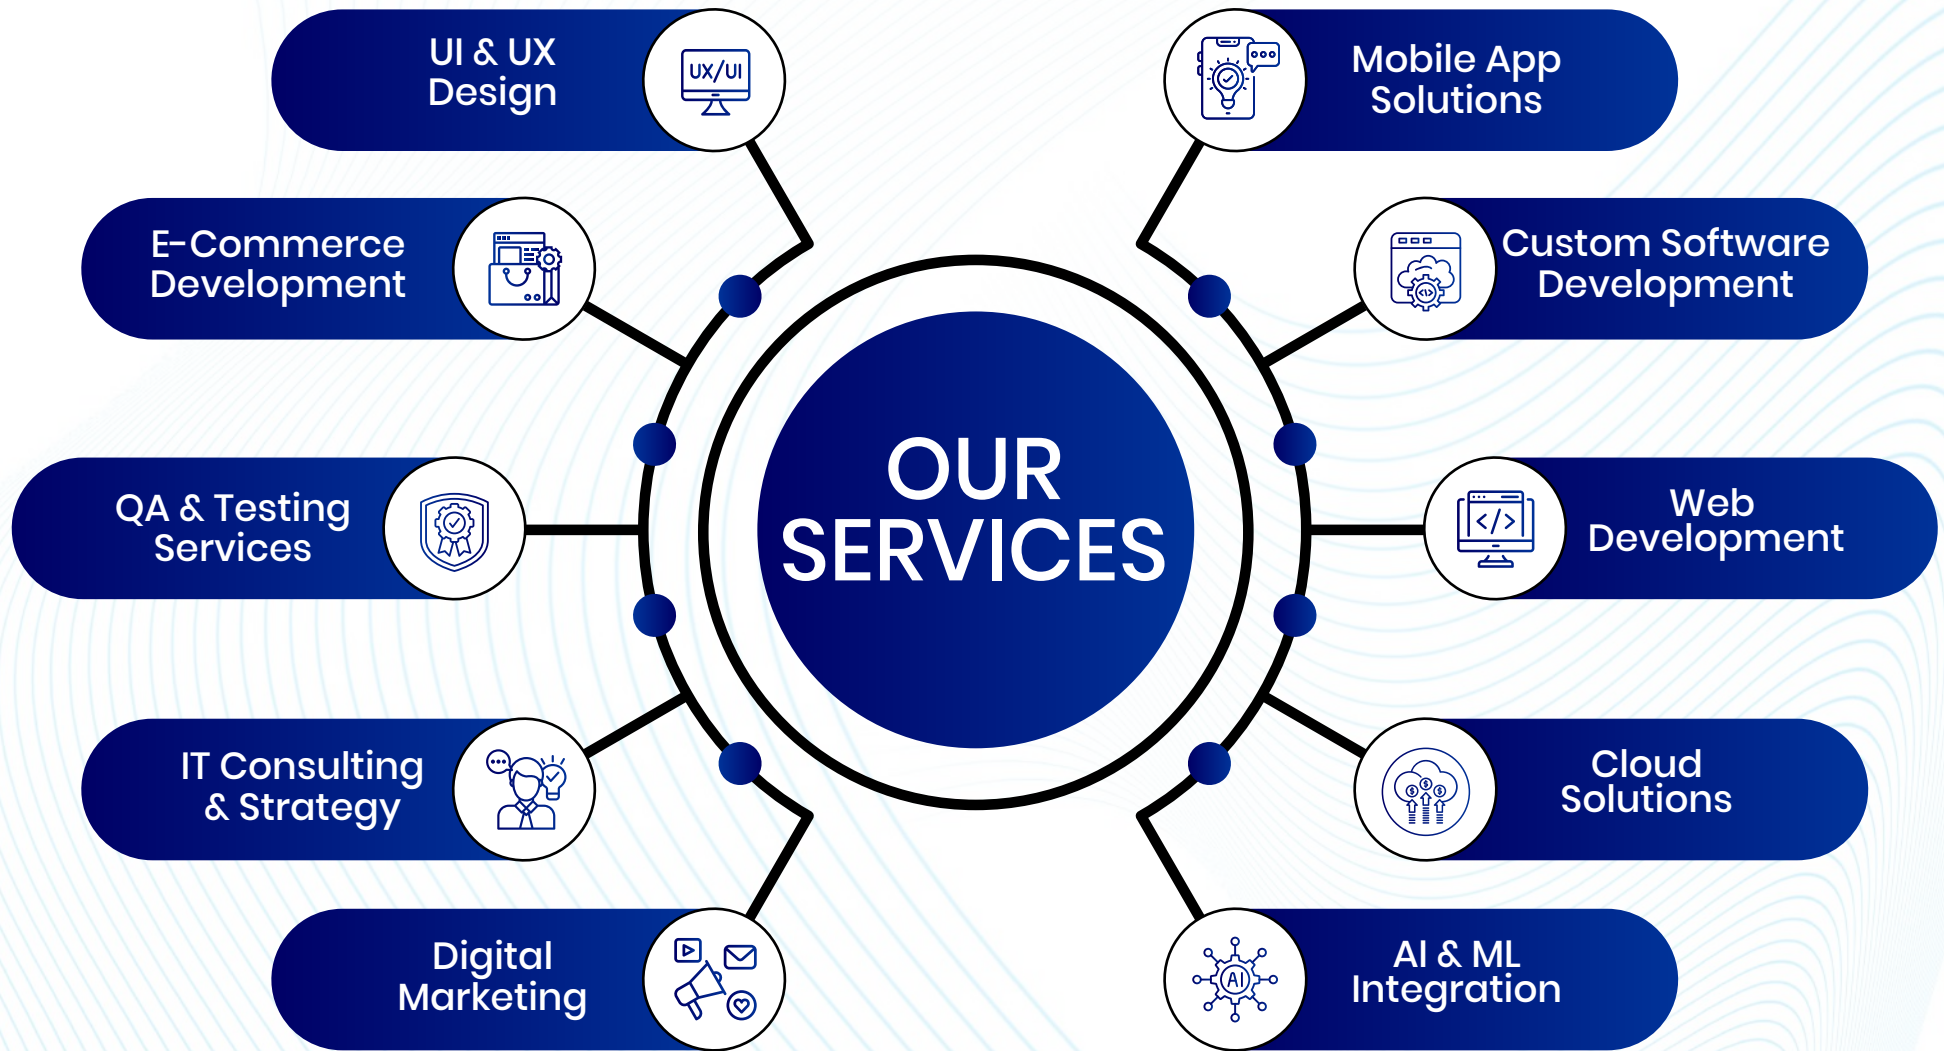 UI & UX
Design
UX/UI
Mobile App
Solutions
E-Commerce
Development
Custom Software
Development
OUR
SERVICES
QA & Testing
Services
Web
Development
</>
IT Consulting
& Strategy
Cloud
Solutions
$ $ $
Digital
Marketing
AI & ML
Integration
AI